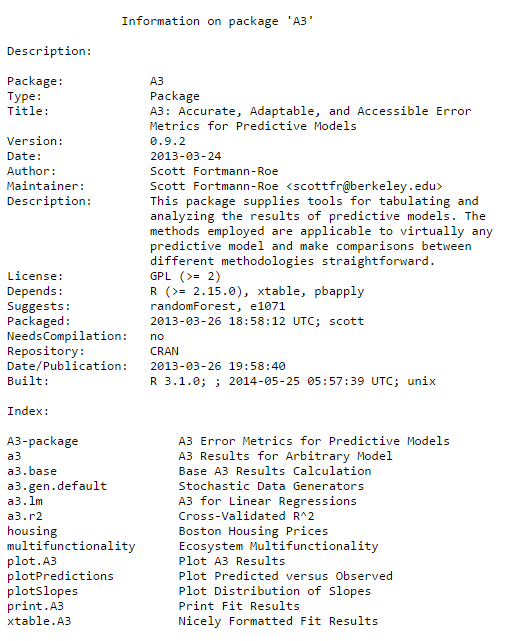 Information on package 'A3'
Description:
Package: A3
Type: Package
Title: A3: Accurate, Adaptable, and Accessible Error
Metrics for Predictive Models
Version: 0.9.2
Date: 2013-03-24
Author: Scott Fortmann-Roe
Maintainer: Scott Fortmann-Roe <scottfr@berkeley.edu>
Description: This package supplies tools for tabulating and
analyzing the results of predictive models. The
methods employed are applicable to virtually any
predictive model and make comparisons between
different methodologies straightforward.
License: GPL (>= 2)
Depends: R (>= 2.15.0), xtable, pbapply
Suggests: randomForest, e1071
Packaged: 2013-03-26 18:58:12 UTC; scott
NeedsCompilation: no
Repository: CRAN
Date/Publication: 2013-03-26 19:58:40
Built: R 3.1.0; ; 2014-05-25 05:57:39 UTC; unix
Index:
A3-package A3 Error Metrics for Predictive Models
a3 A3 Results for Arbitrary Model
a3.base Base A3 Results Calculation
a3.gen.default Stochastic Data Generators
a3.lm A3 for Linear Regressions
a3.r2 Cross-Validated R^2
housing Boston Housing Prices
multifunctionality Ecosystem Multifunctionality
plot.A3 Plot A3 Results
plotPredictions Plot Predicted versus Observed
plotSlopes Plot Distribution of Slopes
print.A3 Print Fit Results
xtable.A3 Nicely Formatted Fit Results